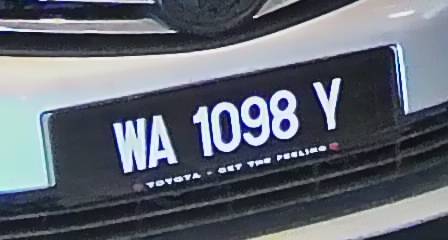 WA 1098 Y
TOYOTA - GET THE FEELING